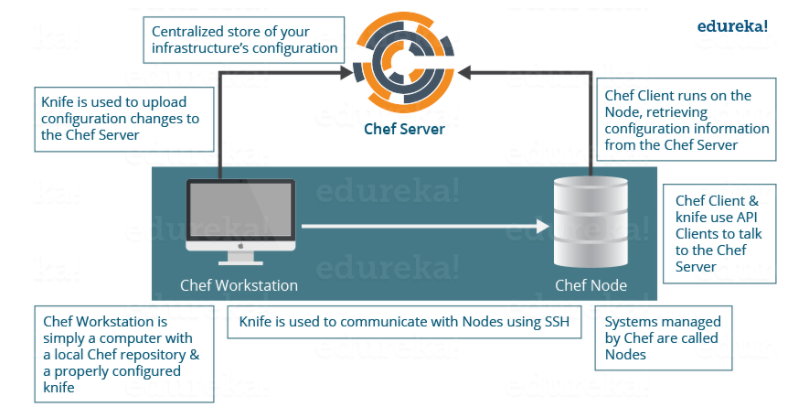 Centralized store of your
infrastructure's configuration
edureka!
Knife is used to upload
configuration changes to
the Chef Server
Chef Server
Chef Client runs on the
Node, retrieving
configuration information
from the Chef Server
edureka!
edureka!
edureka!
Chef Workstation
Chef Node
Chef Client &
knife use API
Clients to talk
to the Chef
Server
Chef Workstation is
simply a computer with
a local Chef repository &
a properly configured
knife
Knife is used to communicate with Nodes using SSH
Systems managed
by Chef are called
Nodes